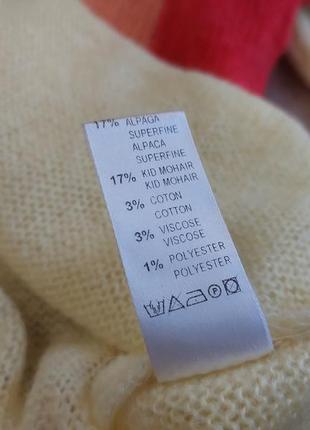 17% ALPAGA
SUPERFINE
ALPACA
SUPERFINE
17% KID MOHAIR
KID MOHAIR
3% COTON
COTTON
3% VISCOSE
VISCOSE
1% POLYESTER
POLYESTER